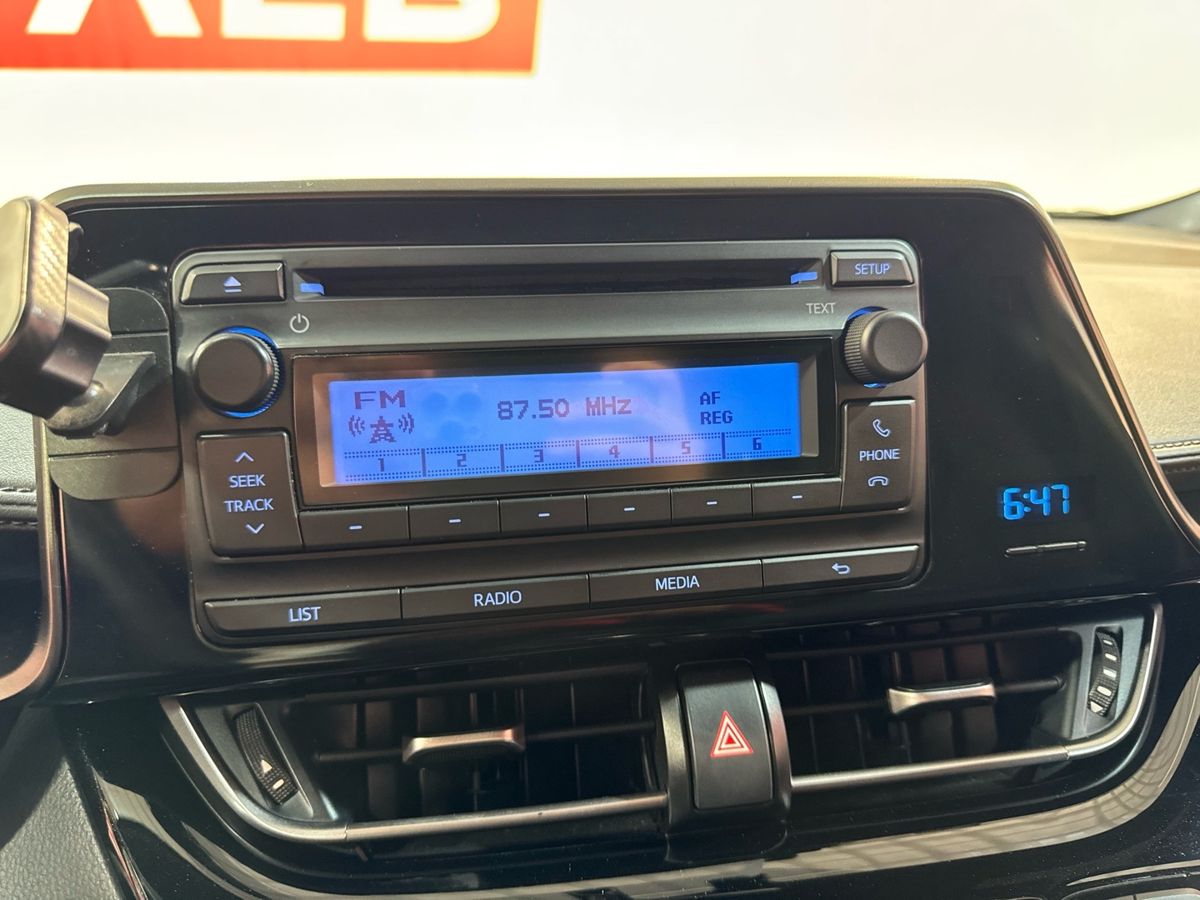 SETUP
TEXT
FM
87.50 MHz
AF
REG
1 2 3 4 5 6
SEEK
TRACK
PHONE
6:47
LIST
RADIO
MEDIA